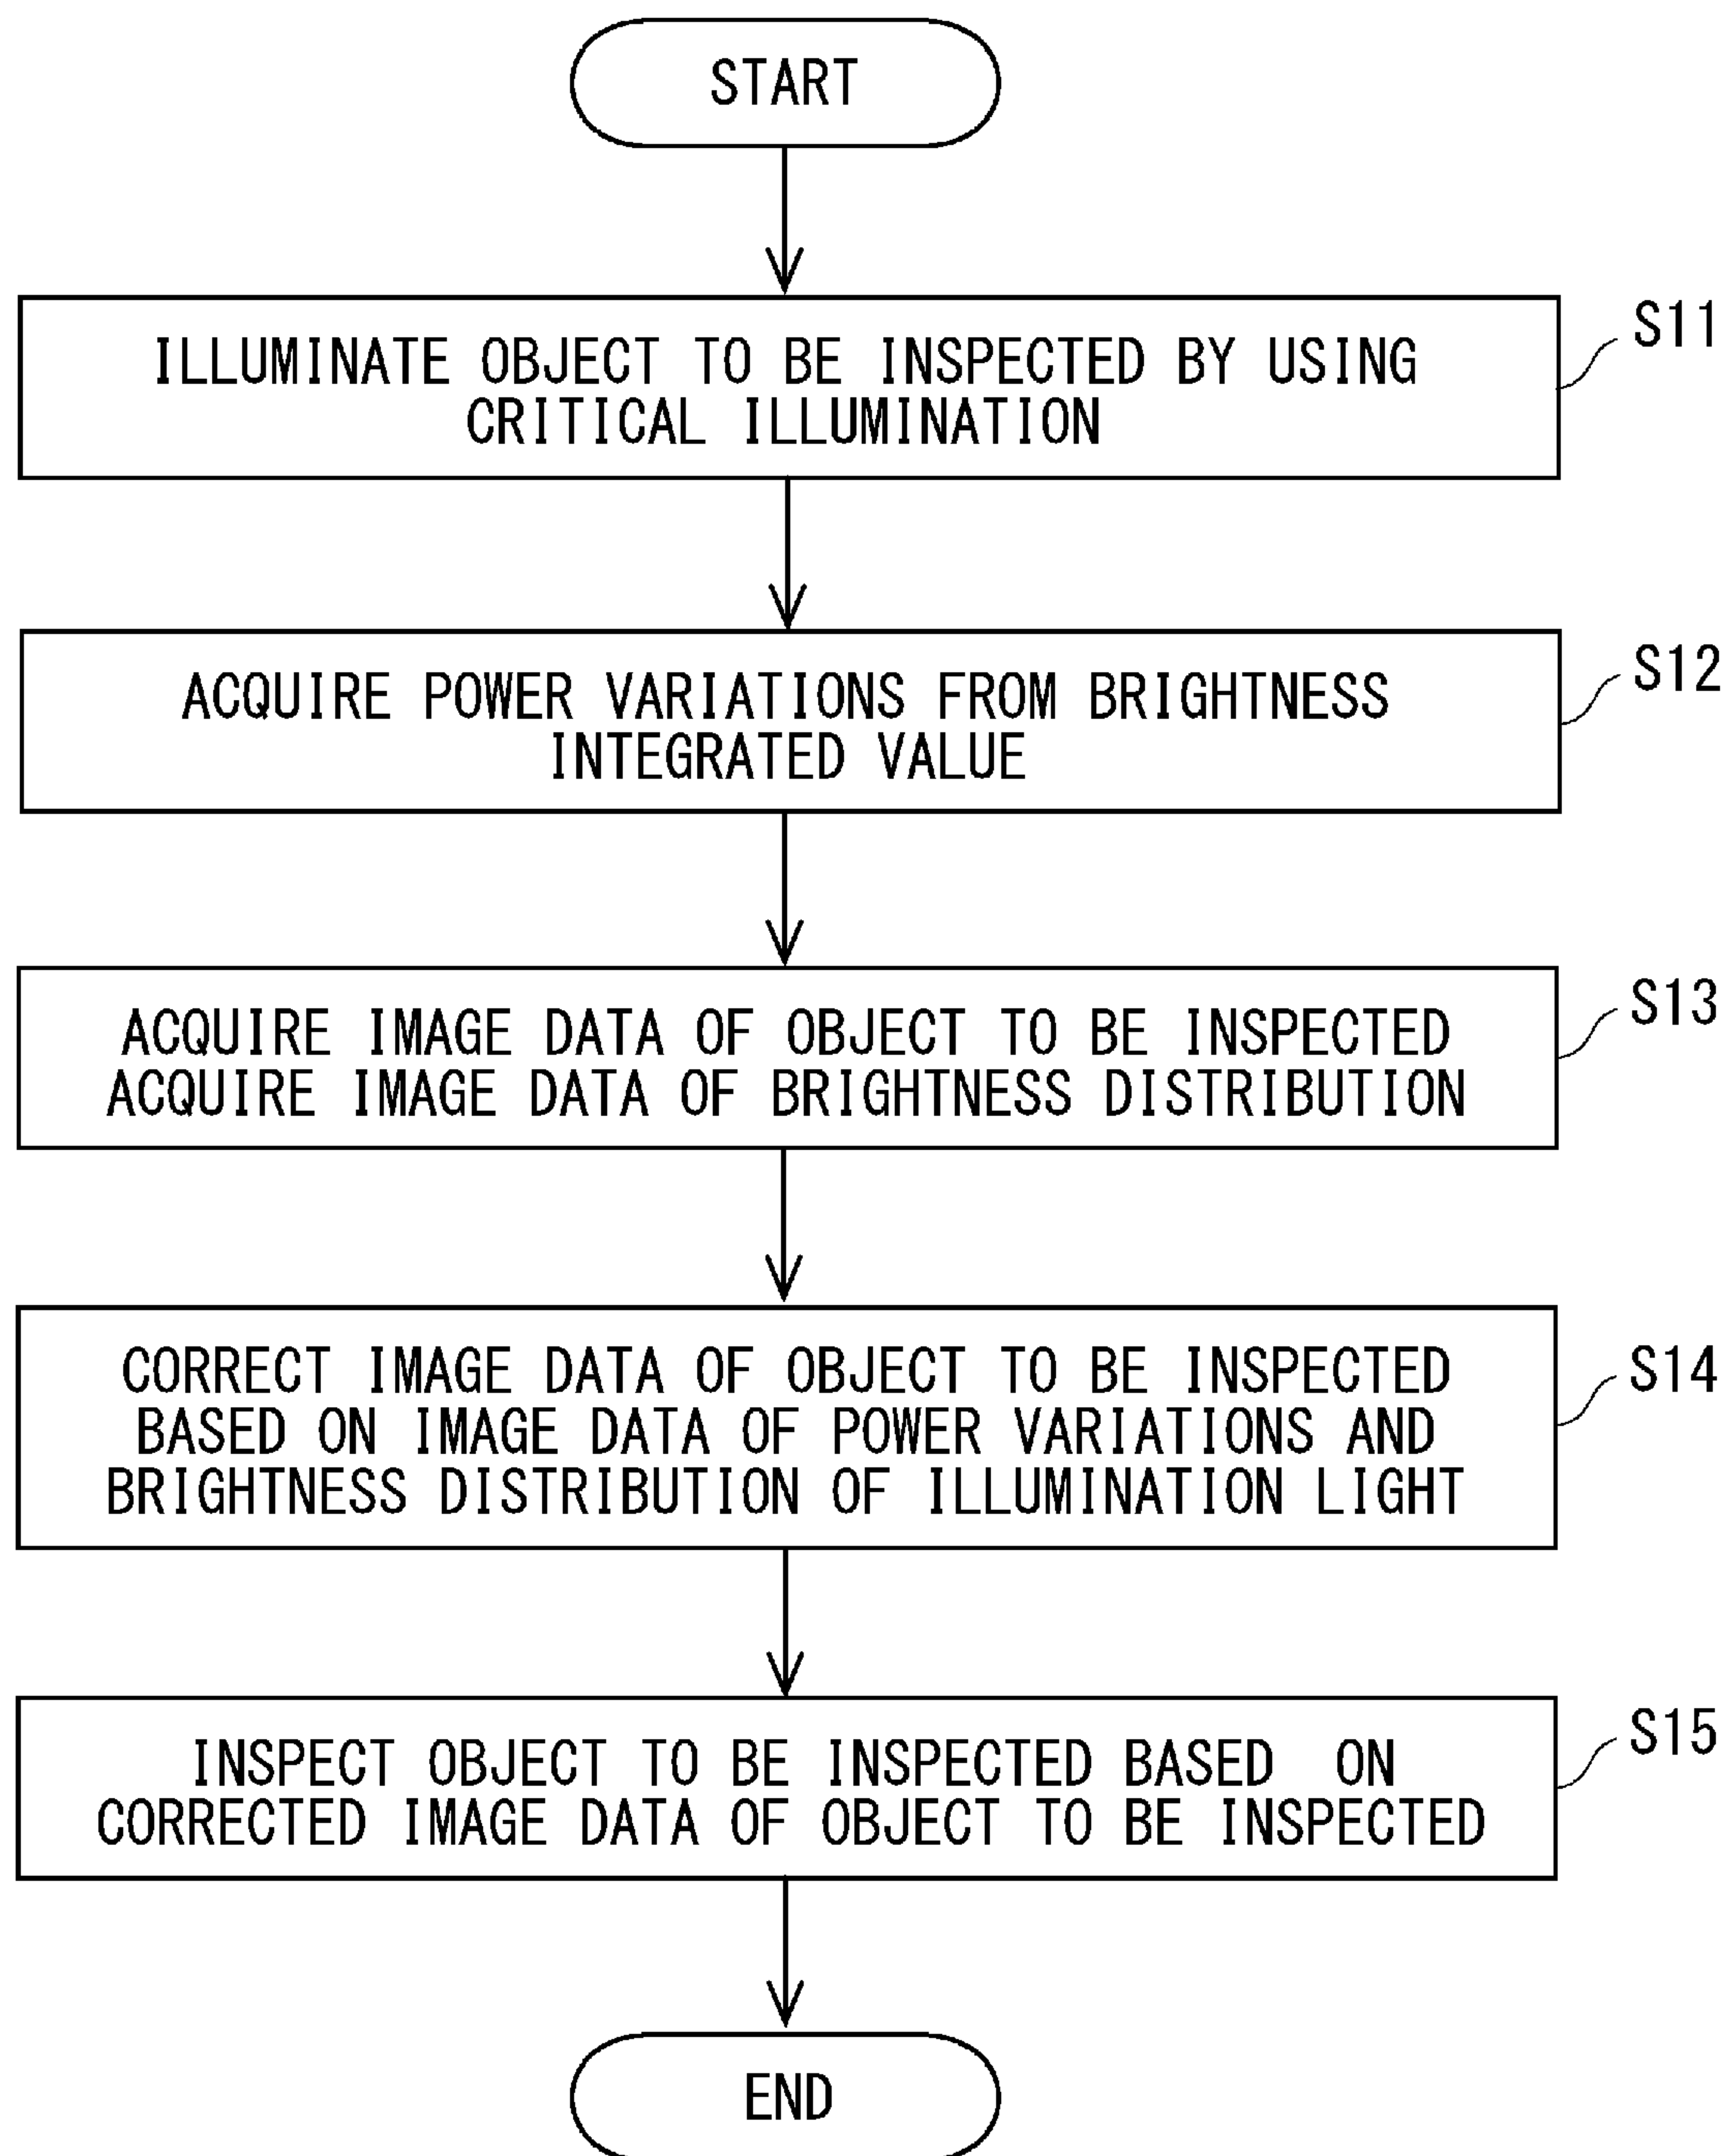 START
ILLUMINATE OBJECT TO BE INSPECTED BY USING
CRITICAL ILLUMINATION
S11
ACQUIRE POWER VARIATIONS FROM BRIGHTNESS
INTEGRATED VALUE
S12
ACQUIRE IMAGE DATA OF OBJECT TO BE INSPECTED
ACQUIRE IMAGE DATA OF BRIGHTNESS DISTRIBUTION
S13
CORRECT IMAGE DATA OF OBJECT TO BE INSPECTED
BASED ON IMAGE DATA OF POWER VARIATIONS AND
BRIGHTNESS DISTRIBUTION OF ILLUMINATION LIGHT
S14
INSPECT OBJECT TO BE INSPECTED BASED ON
CORRECTED IMAGE DATA OF OBJECT TO BE INSPECTED
S15
END